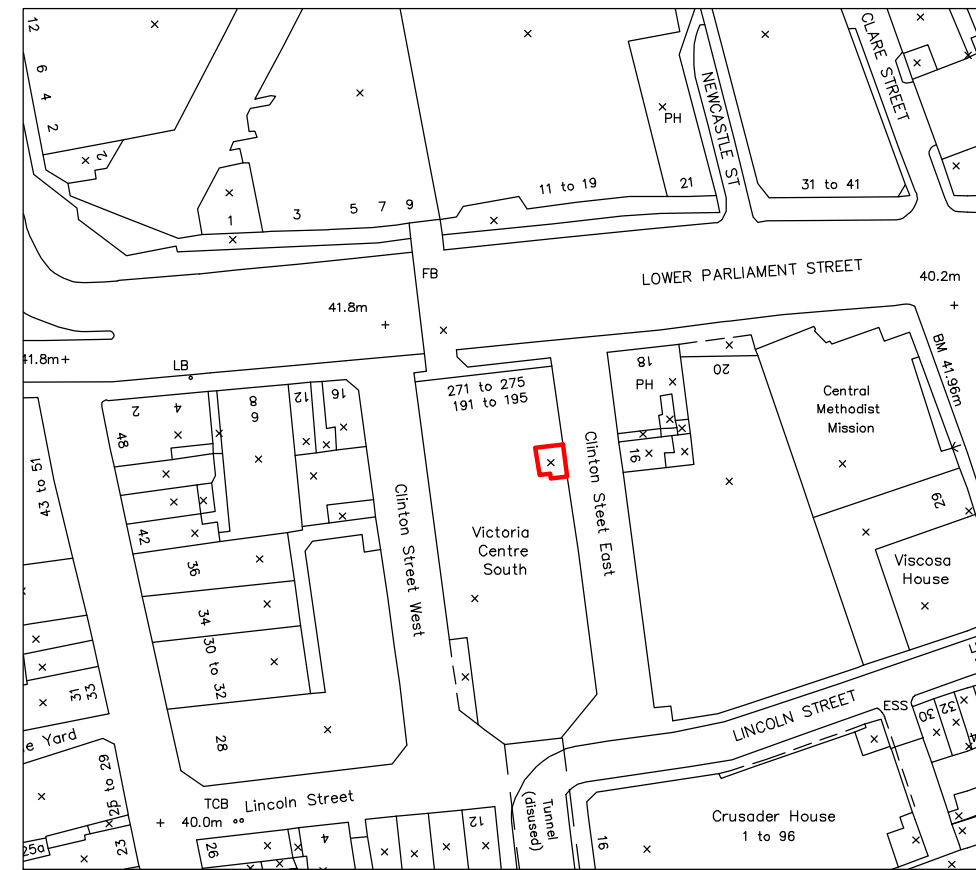 12
6
4
2
2
1
3
5
7
9
11 to 19
PH
21
NEWCASTLE ST
31 to 41
CLARE STREET
LOWER PARLIAMENT STREET
40.2m
FB
41.8m
41.8m
LB
BM 41.96m
2
4
8
6
12
16
48
42
36
34
30 to 32
28
43 to 51
31
33
271 to 275
191 to 195
18
PH
16
20
Central
Methodist
Mission
29
Viscosa
House
Clinton Steet East
Clinton Street West
Victoria
Centre
South
LINCOLN STREET
ESS
30
32
e Yard
25 to 29
23
25a
TCB
Lincoln Street
40.0m
26
4
12
Tunnel
(disused)
16
Crusader House
1 to 96